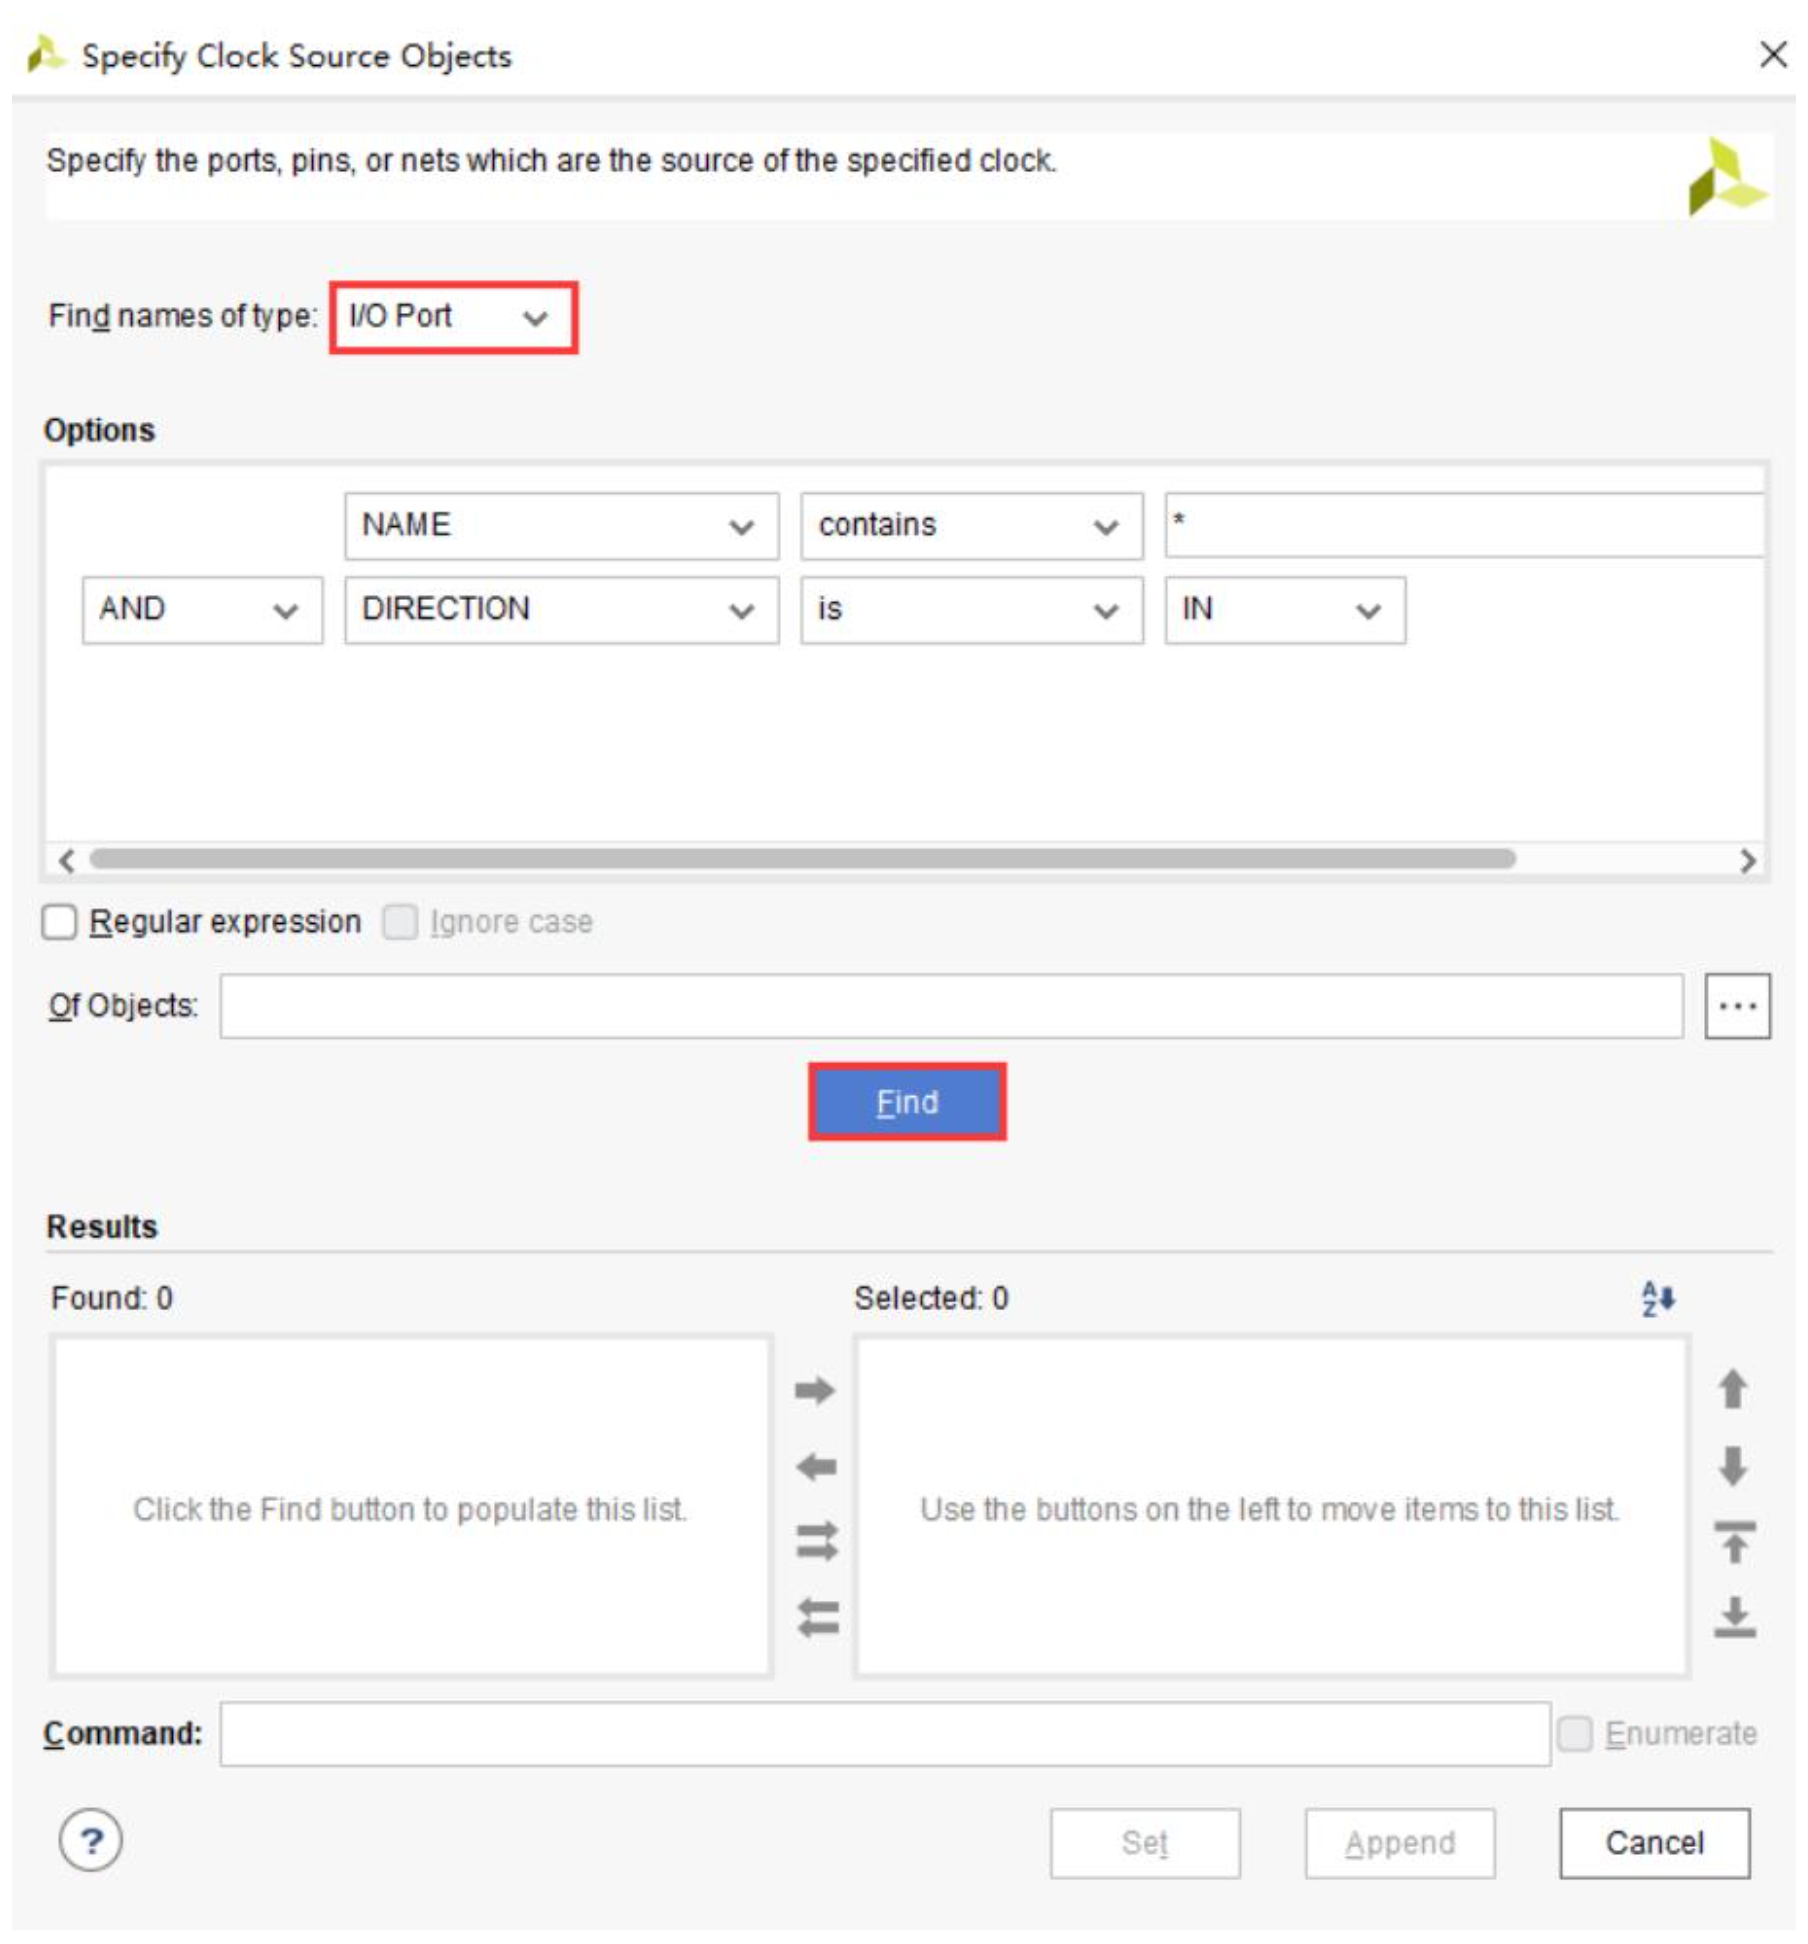 Specify Clock Source Objects
Specify the ports, pins, or nets which are the source of the specified clock.
Find names of type: I/O Port
Options
NAME contains *
AND DIRECTION is IN
Regular expression Ignore case
Of Objects: ...
Find
Results
Found: 0 Selected: 0
Click the Find button to populate this list. Use the buttons on the left to move items to this list.
Command: Enumerate
? Set Append Cancel